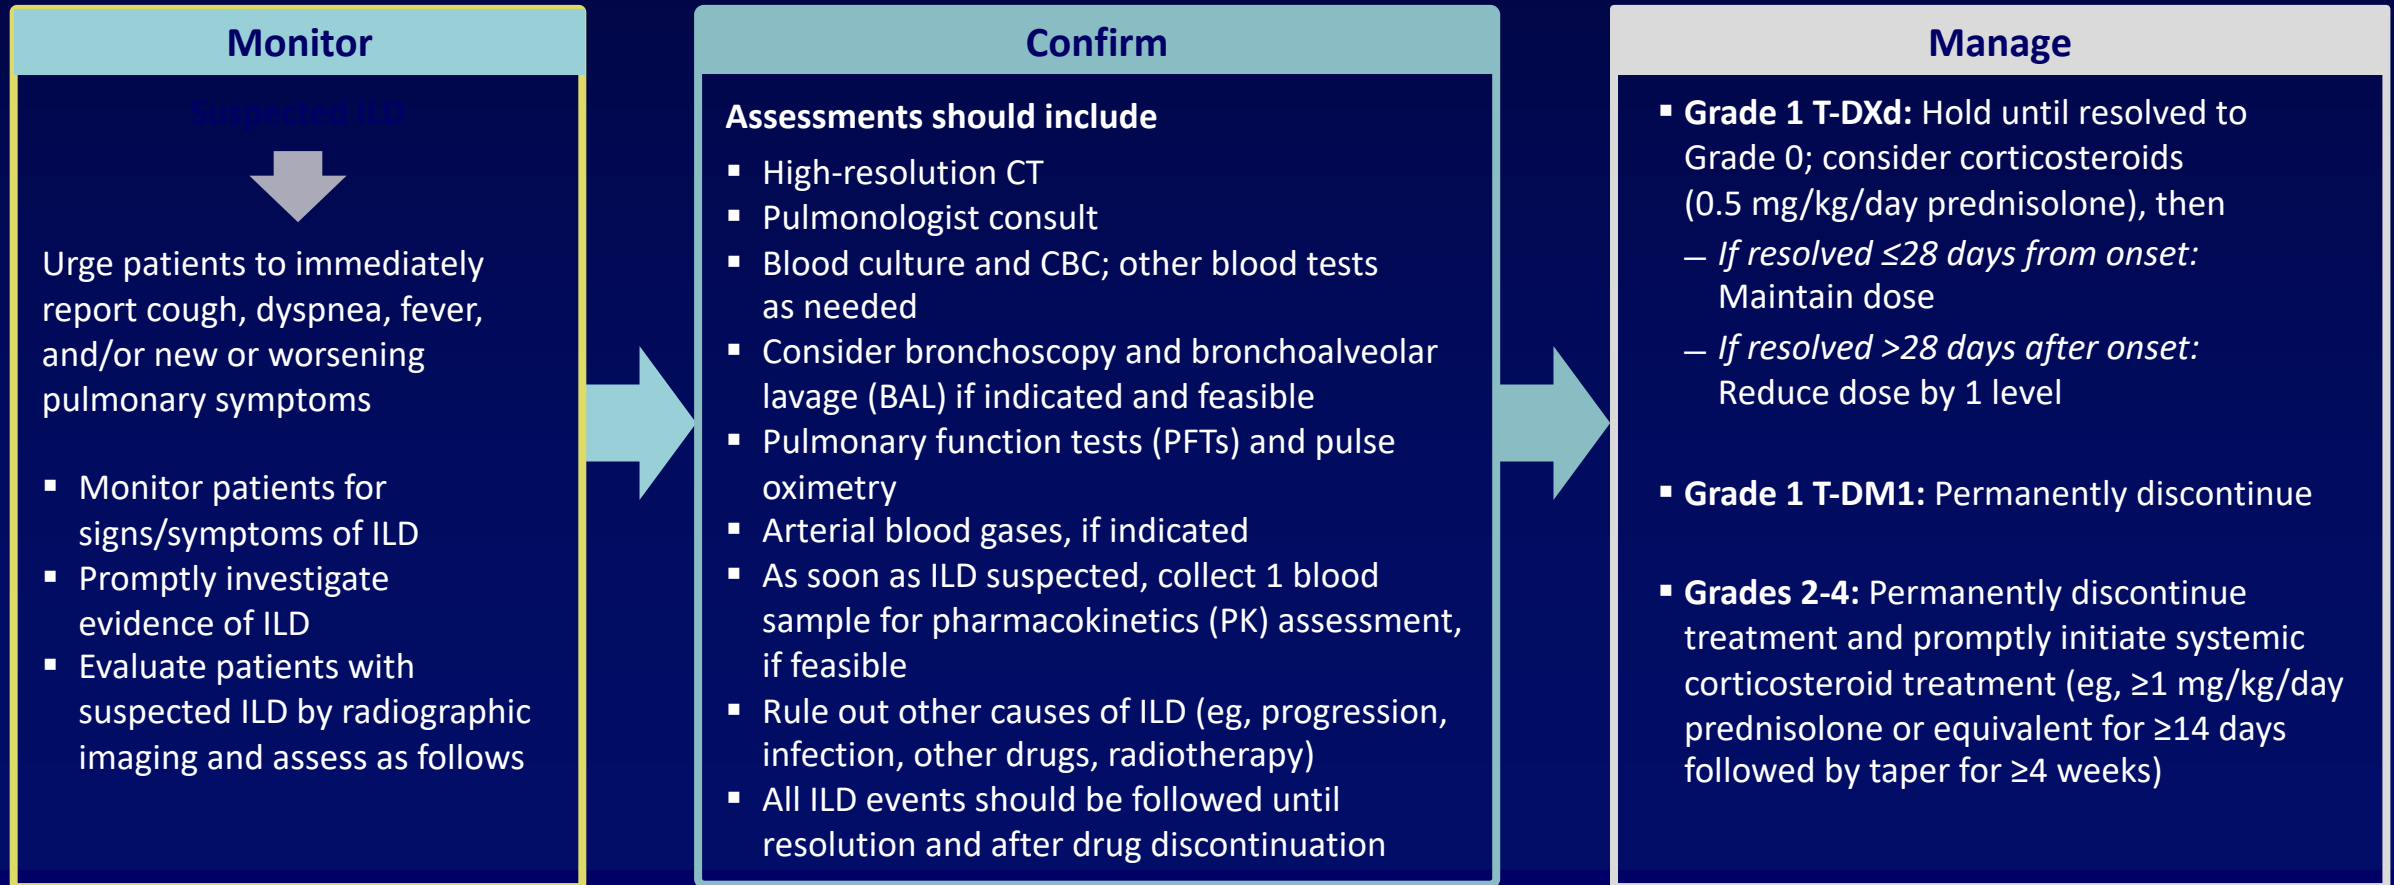 Monitor
Suspected ILD
Urge patients to immediately
report cough, dyspnea, fever,
and/or new or worsening
pulmonary symptoms
▪ Monitor patients for
signs/symptoms of ILD
▪ Promptly investigate
evidence of ILD
▪ Evaluate patients with
suspected ILD by radiographic
imaging and assess as follows
Confirm
Assessments should include
▪ High-resolution CT
▪ Pulmonologist consult
▪ Blood culture and CBC; other blood tests
as needed
▪ Consider bronchoscopy and bronchoalveolar
lavage (BAL) if indicated and feasible
▪ Pulmonary function tests (PFTs) and pulse
oximetry
▪ Arterial blood gases, if indicated
▪ As soon as ILD suspected, collect 1 blood
sample for pharmacokinetics (PK) assessment,
if feasible
▪ Rule out other causes of ILD (eg, progression,
infection, other drugs, radiotherapy)
▪ All ILD events should be followed until
resolution and after drug discontinuation
Manage
▪ Grade 1 T-DXd: Hold until resolved to
Grade 0; consider corticosteroids
(0.5 mg/kg/day prednisolone), then
– If resolved ≤28 days from onset:
Maintain dose
– If resolved >28 days after onset:
Reduce dose by 1 level
▪ Grade 1 T-DM1: Permanently discontinue
▪ Grades 2-4: Permanently discontinue
treatment and promptly initiate systemic
corticosteroid treatment (eg, ≥1 mg/kg/day
prednisolone or equivalent for ≥14 days
followed by taper for ≥4 weeks)